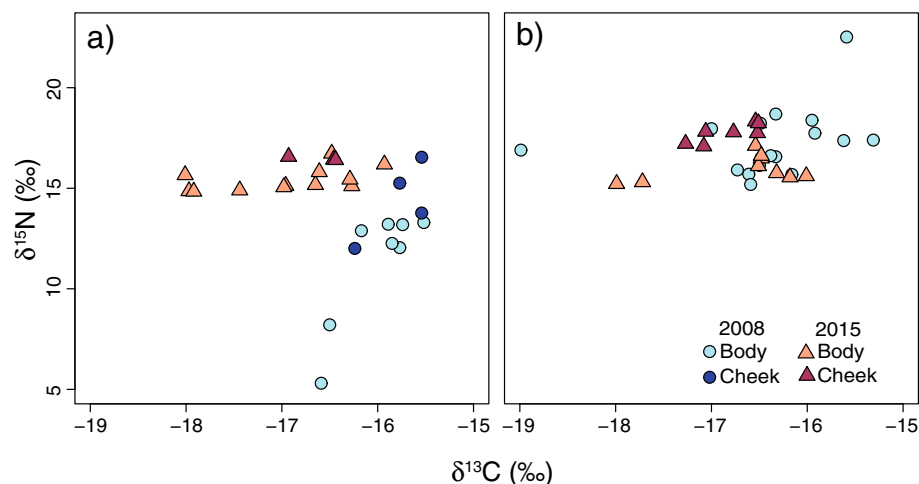 a)
b)
20
15
10
5
δ¹⁵N (‰)
−19 −18 −17 −16 −15
−19 −18 −17 −16 −15
δ¹³C (‰)
2008 2015
Body Body
Cheek Cheek